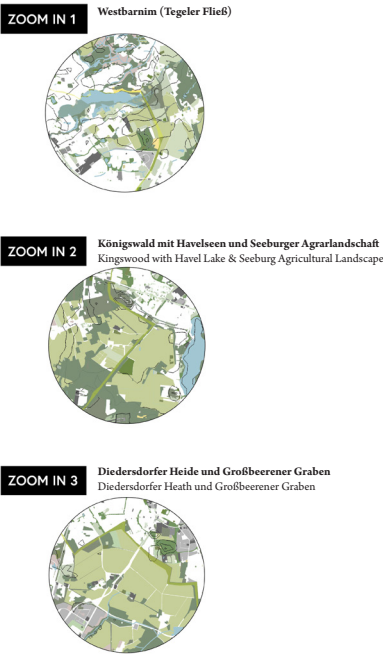 ZOOM IN 1
Westbarnim (Tegeler Fließ)
ZOOM IN 2
Königswald mit Havelseen und Seeburger Agrarlandschaft
Kingswood with Havel Lake & Seeburg Agricultural Landscape
ZOOM IN 3
Diedersdorfer Heide und Großbeerener Graben
Diedersdorfer Heath und Großbeerener Graben